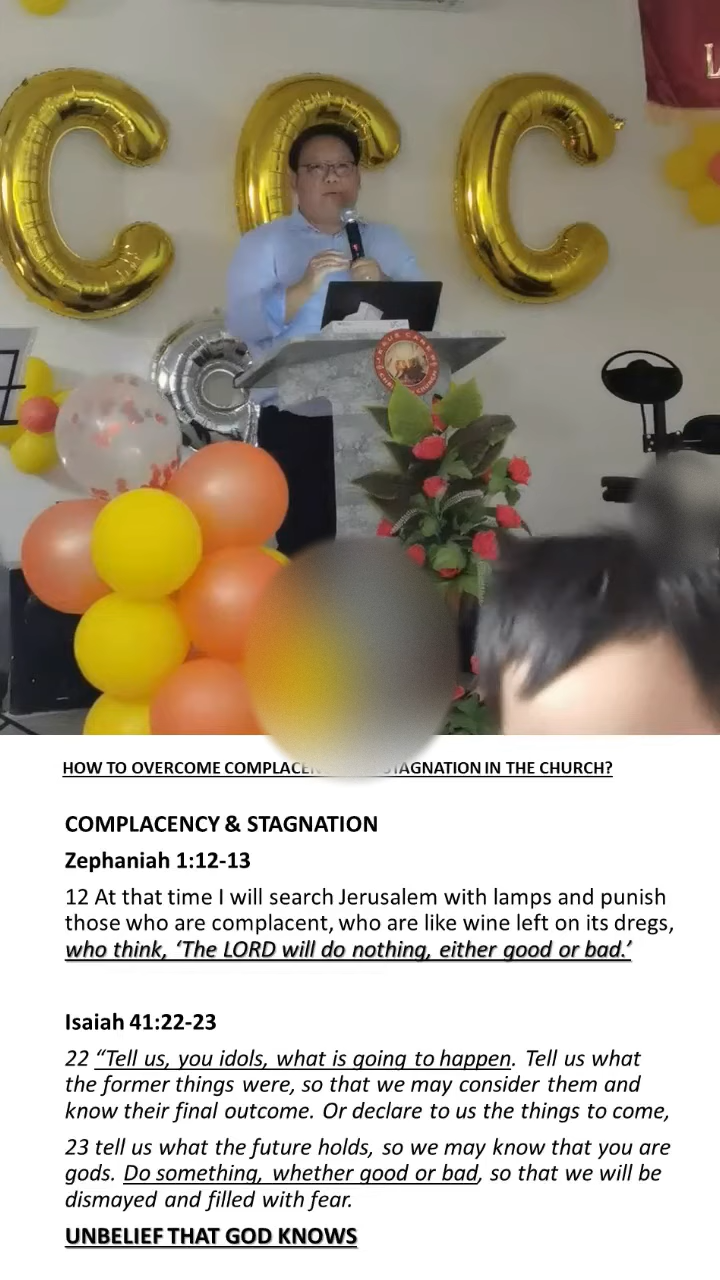 C C C
L
HOW TO OVERCOME STAGNATION IN THE CHURCH?
COMPLACENCY & STAGNATION
Zephaniah 1:12-13
12 At that time I will search Jerusalem with lamps and punish
those who are complacent, who are like wine left on its dregs,
who think, ‘The LORD will do nothing, either good or bad.’
Isaiah 41:22-23
22 “Tell us, you idols, what is going to happen. Tell us what
the former things were, so that we may consider them and
know their final outcome. Or declare to us the things to come,
23 tell us what the future holds, so we may know that you are
gods. Do something, whether good or bad, so that we will be
dismayed and filled with fear.
UNBELIEF THAT GOD KNOWS